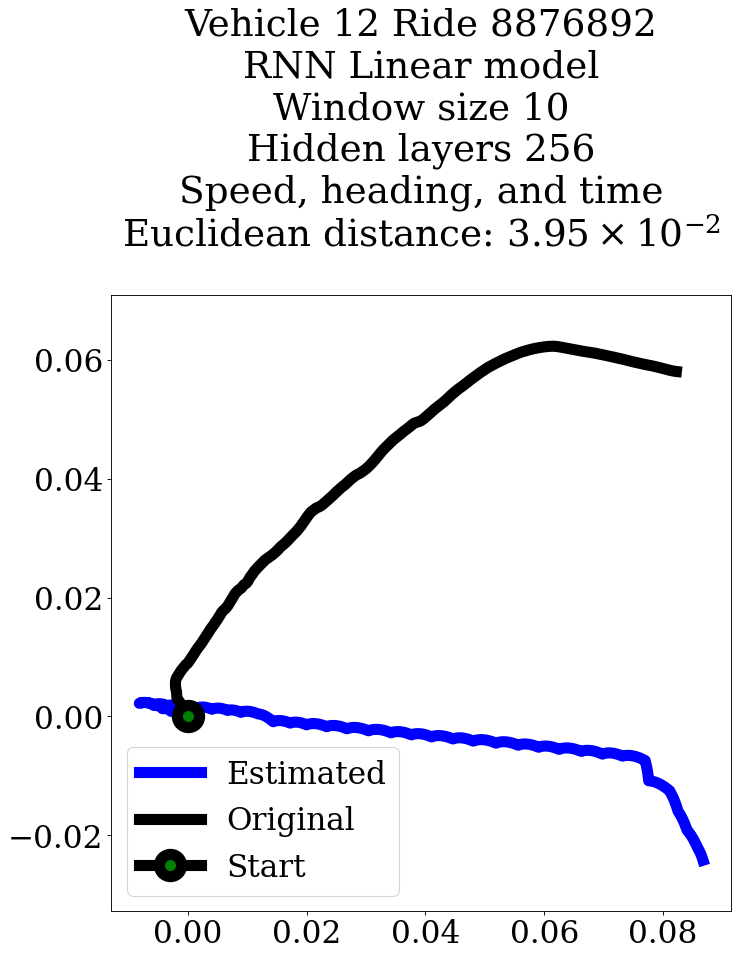 Vehicle 12 Ride 8876892
RNN Linear model
Window size 10
Hidden layers 256
Speed, heading, and time
Euclidean distance: 3.95 × 10⁻²
0.06
0.04
0.02
0.00
−0.02
Estimated
Original
Start
0.00 0.02 0.04 0.06 0.08